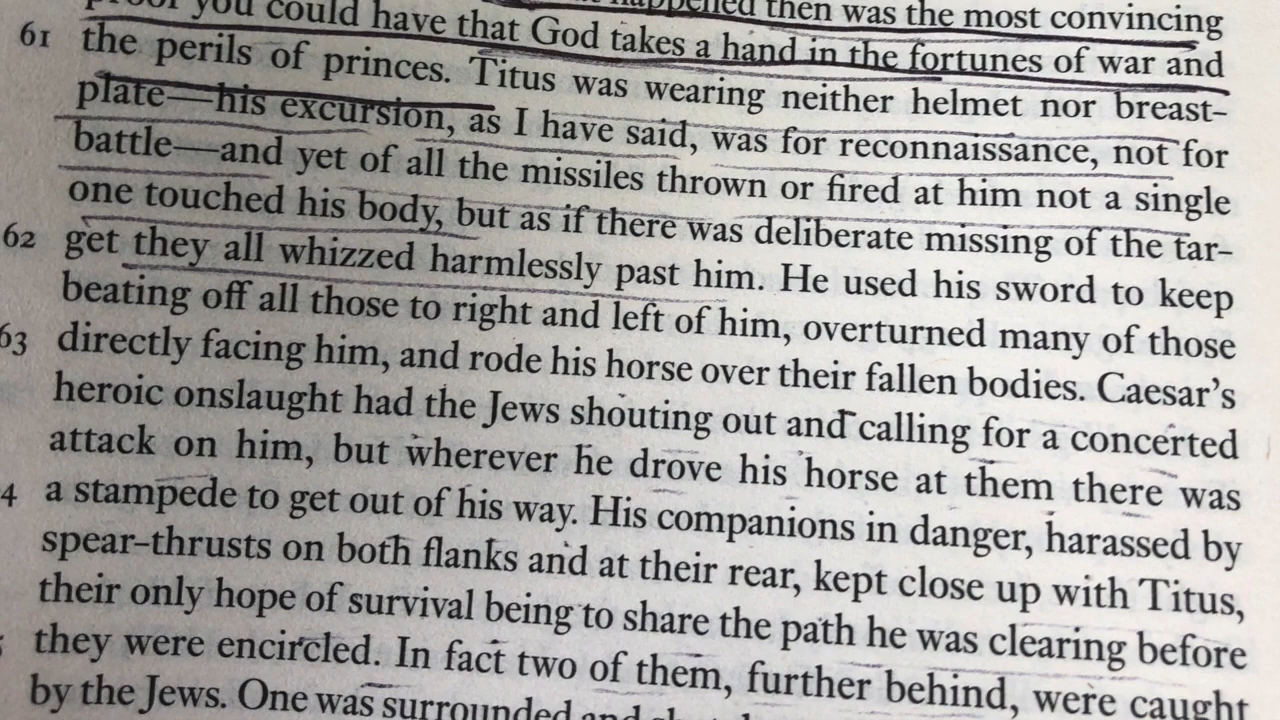 happened then was the most convincing
proof you could have that God takes a hand in the fortunes of war and
61 the perils of princes. Titus was wearing neither helmet nor breast-
plate—his excursion, as I have said, was for reconnaissance, not for
battle—and yet of all the missiles thrown or fired at him not a single
one touched his body, but as if there was deliberate missing of the tar-
62 get they all whizzed harmlessly past him. He used his sword to keep
beating off all those to right and left of him, overturned many of those
63 directly facing him, and rode his horse over their fallen bodies. Caesar's
heroic onslaught had the Jews shouting out and calling for a concerted
attack on him, but wherever he drove his horse at them there was
4 a stampede to get out of his way. His companions in danger, harassed by
spear-thrusts on both flanks and at their rear, kept close up with Titus,
their only hope of survival being to share the path he was clearing before
they were encircled. In fact two of them, further behind, were caught
by the Jews. One was surrounded and